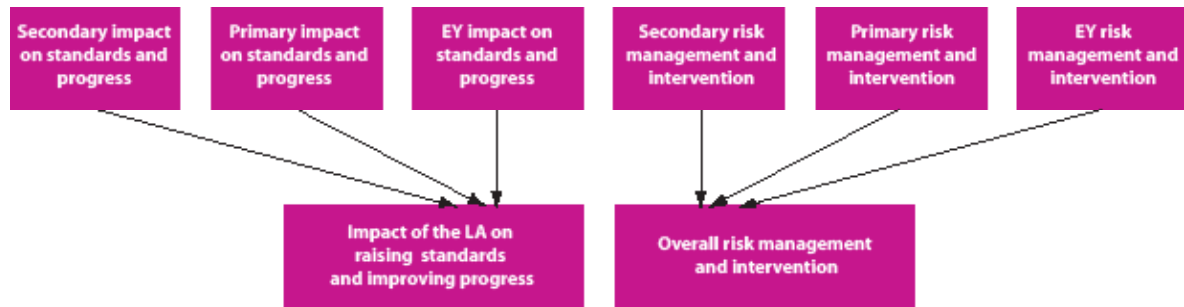 Secondary impact
on standards and
progress
Primary impact
on standards and
progress
EY impact on
standards and
progress
Secondary risk
management and
intervention
Primary risk
management and
intervention
EY risk
management and
intervention
Impact of the LA on
raising standards
and improving progress
Overall risk management
and intervention